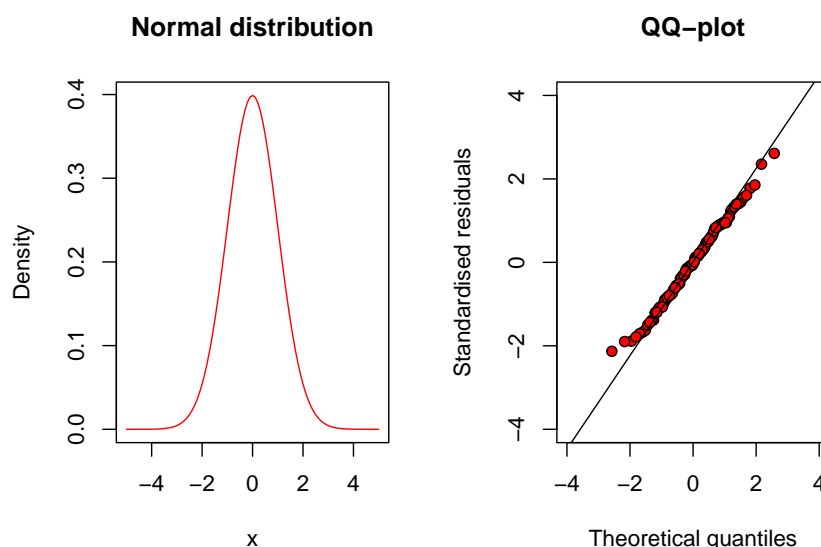 Normal distribution
Density
0.0
0.1
0.2
0.3
0.4
−4 −2 0 2 4
x
QQ−plot
Standardised residuals
−4
−2
0
2
4
−4 −2 0 2 4
Theoretical quantiles